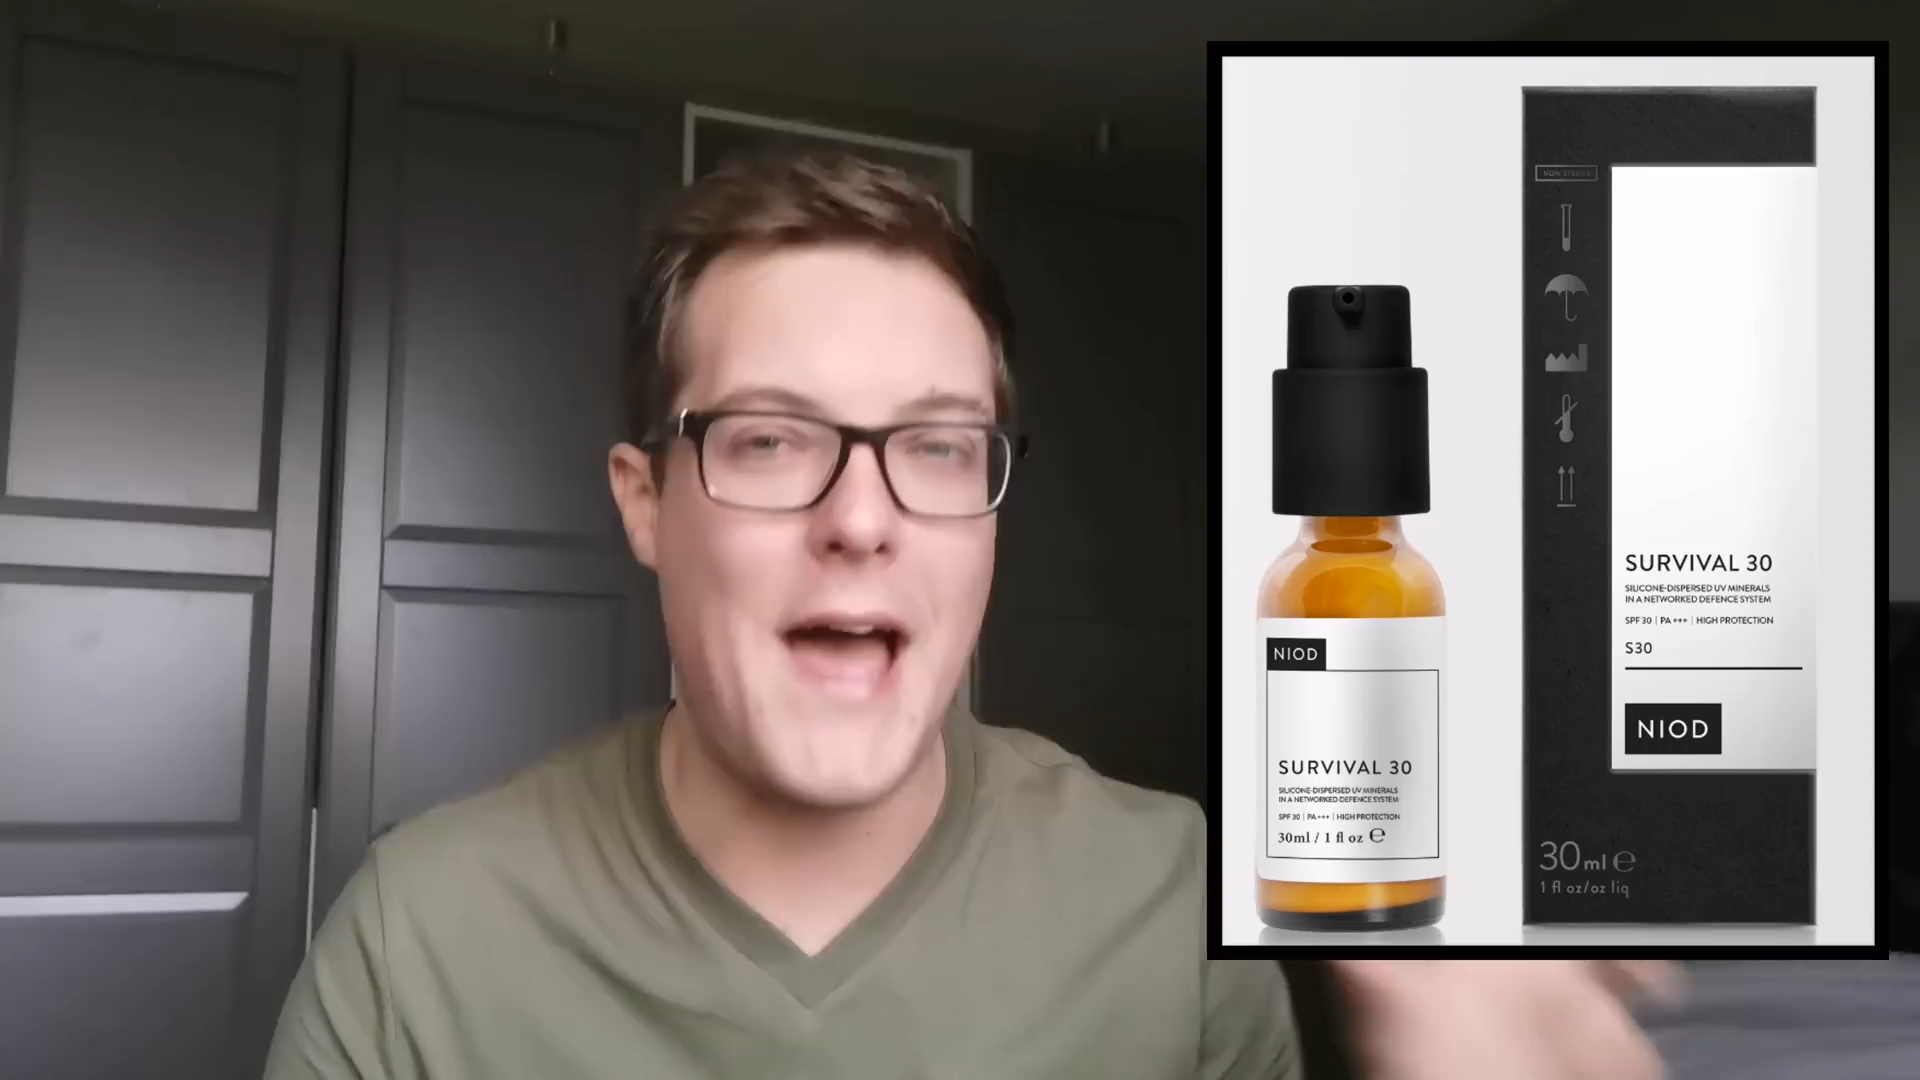 NIOD
SURVIVAL 30
SILICONE-DISPERSED UV MINERALS
IN A NETWORKED DEFENCE SYSTEM
SPF 30 | PA+++ | HIGH PROTECTION
30ml / 1 fl oz ℮
NON-STERILE
SURVIVAL 30
SILICONE-DISPERSED UV MINERALS
IN A NETWORKED DEFENCE SYSTEM
SPF 30 | PA+++ | HIGH PROTECTION
S30
NIOD
30ml ℮
1 fl oz/oz liq